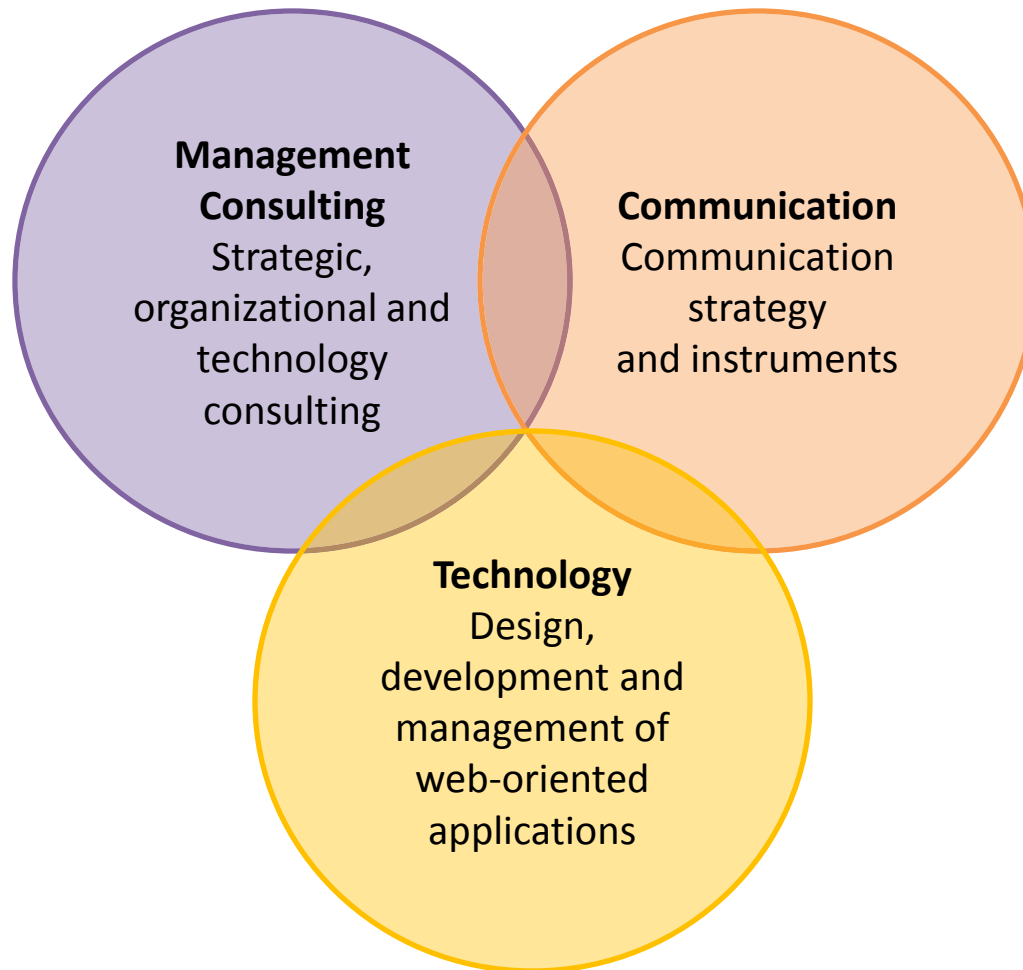 Management
Consulting
Strategic,
organizational and
technology
consulting
Communication
Communication
strategy
and instruments
Technology
Design,
development and
management of
web-oriented
applications